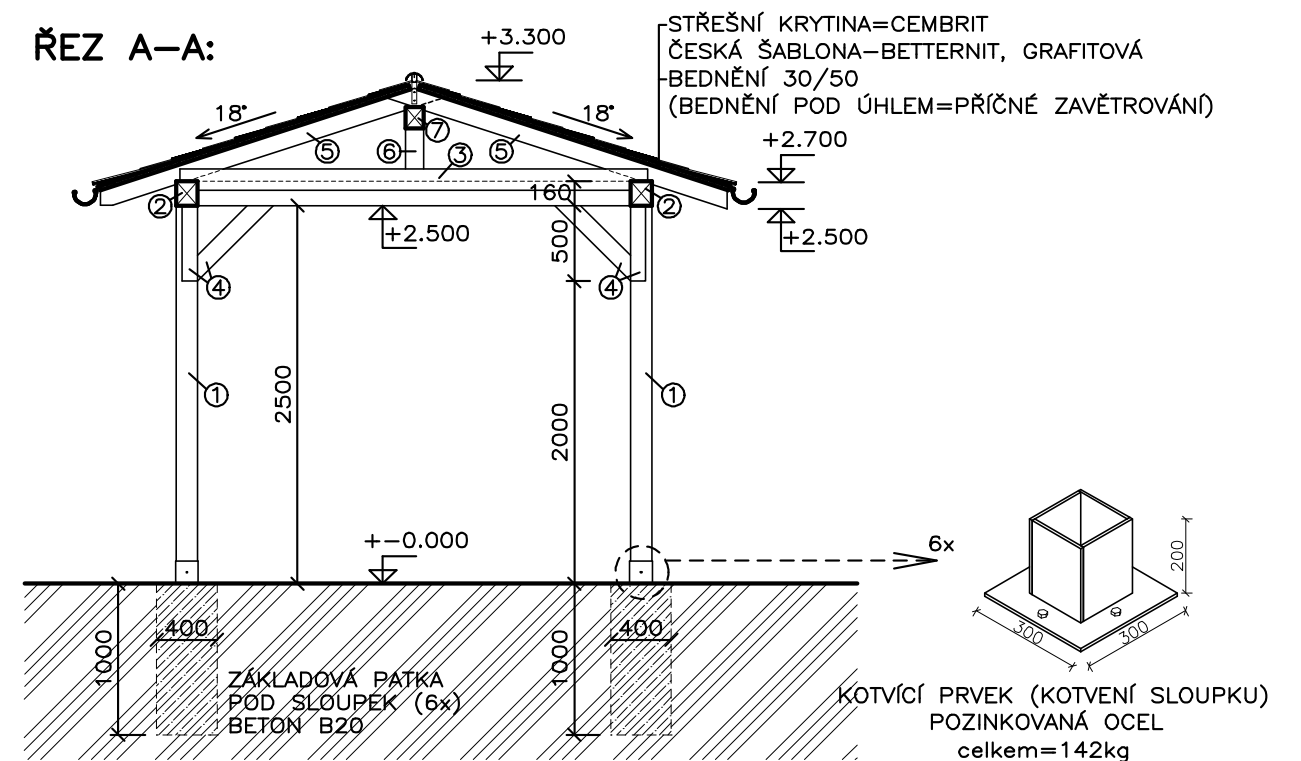 ŘEZ A-A:
+3.300
STŘEŠNÍ KRYTINA=CEMBRIT
ČESKÁ ŠABLONA-BETTERNIT, GRAFITOVÁ
BEDNĚNÍ 30/50
(BEDNĚNÍ POD ÚHLEM=PŘÍČNÉ ZAVĚTROVÁNÍ)
18°
18°
+2.700
7
5
6
3
5
2
160
2
+2.500
500
+2.500
4
4
1
2500
2000
1
+-0.000
6x
200
1000
400
1000
400
300
300
ZÁKLADOVÁ PATKA
POD SLOUPEK (6x)
BETON B20
KOTVÍCÍ PRVEK (KOTVENÍ SLOUPKU)
POZINKOVANÁ OCEL
celkem=142kg